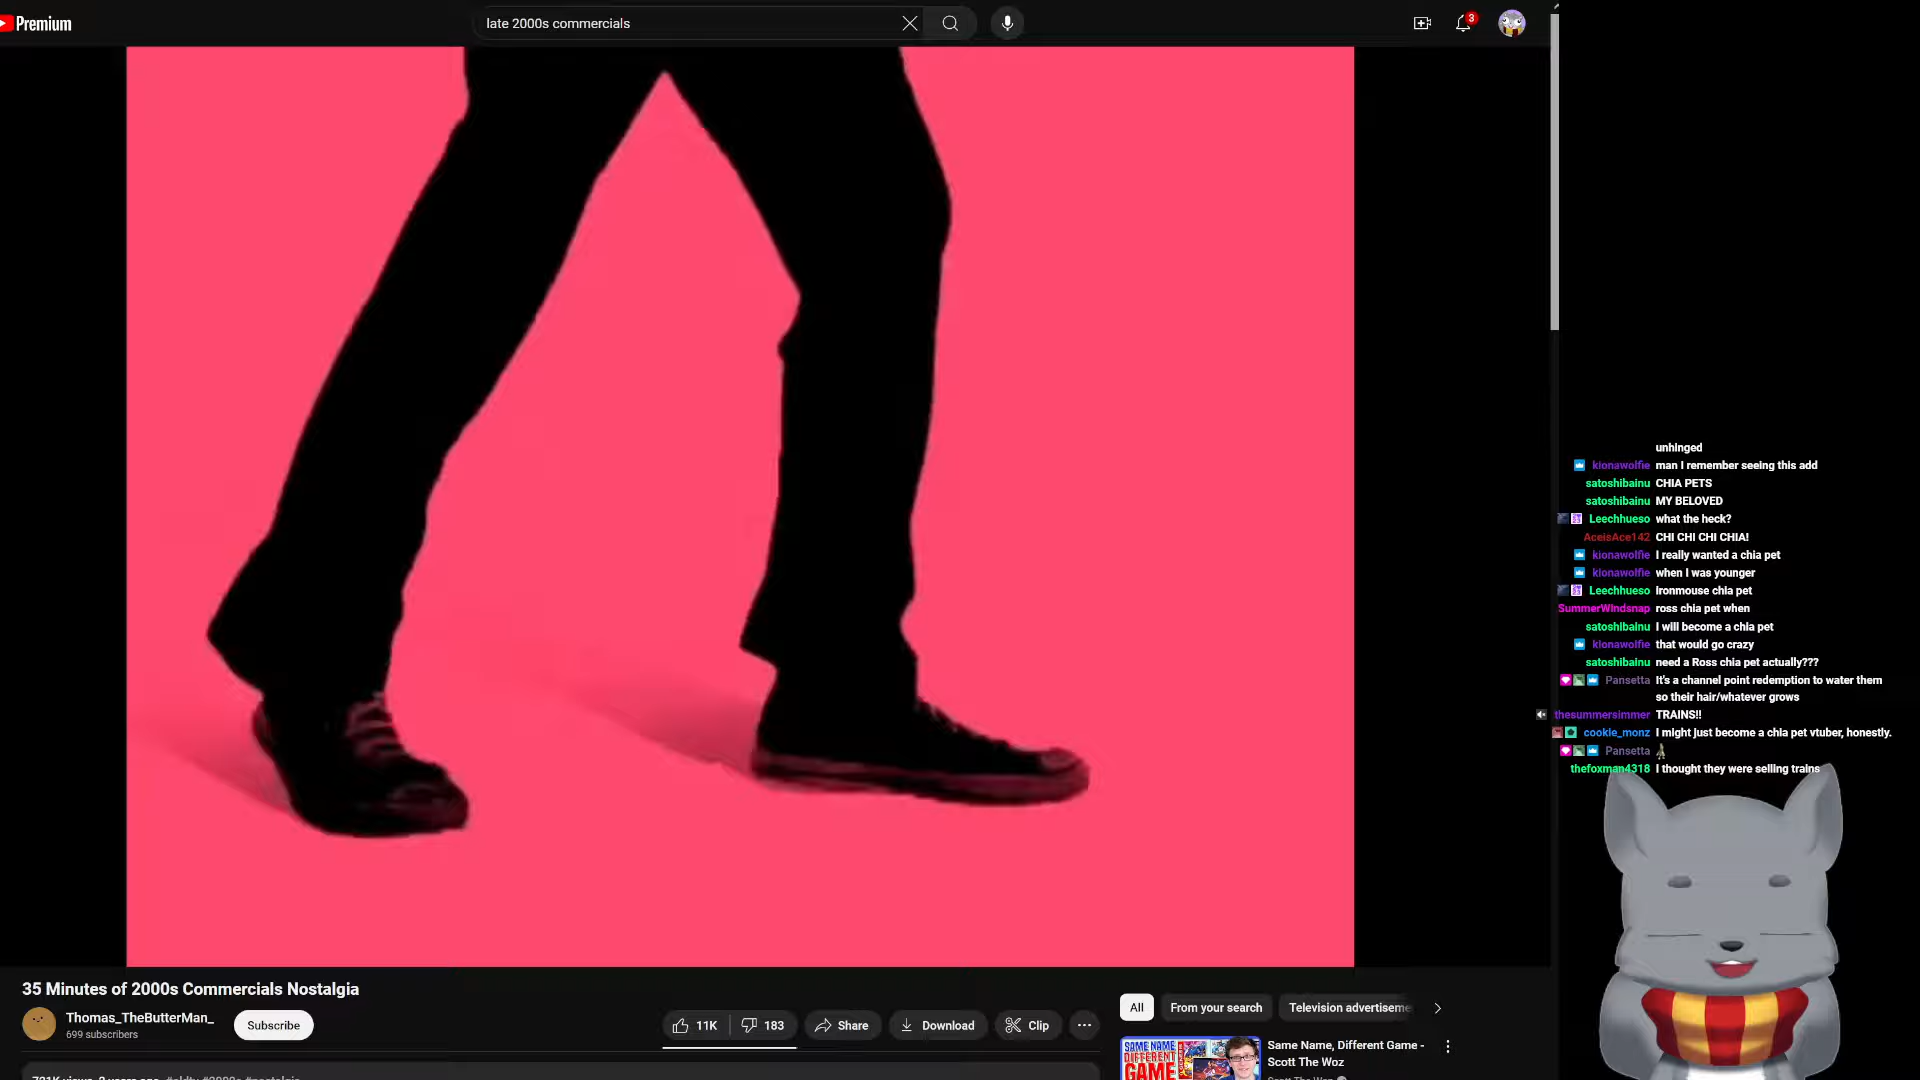 Premium
late 2000s commercials
3
unhinged
kionawolfie man I remember seeing this add
satoshibainu CHIA PETS
satoshibainu MY BELOVED
Leechhueso what the heck?
AceisAce142 CHI CHI CHI CHIA!
kionawolfie I really wanted a chia pet
kionawolfie when I was younger
Leechhueso Ironmouse chia pet
SummerWindsnap ross chia pet when
satoshibainu I will become a chia pet
kionawolfie that would go crazy
satoshibainu need a Ross chia pet actually???
Pansetta It's a channel point redemption to water them
so their hair/whatever grows
thesummersimmer TRAINS!!
cookie_monz I might just become a chia pet vtuber, honestly.
Pansetta
thefoxman4318 I thought they were selling trains
35 Minutes of 2000s Commercials Nostalgia
Thomas_TheButterMan_
699 subscribers
Subscribe
11K
183
Share
Download
Clip
All
From your search
Television advertiseme
SAME NAME
DIFFERENT
GAME
Same Name, Different Game -
Scott The Woz